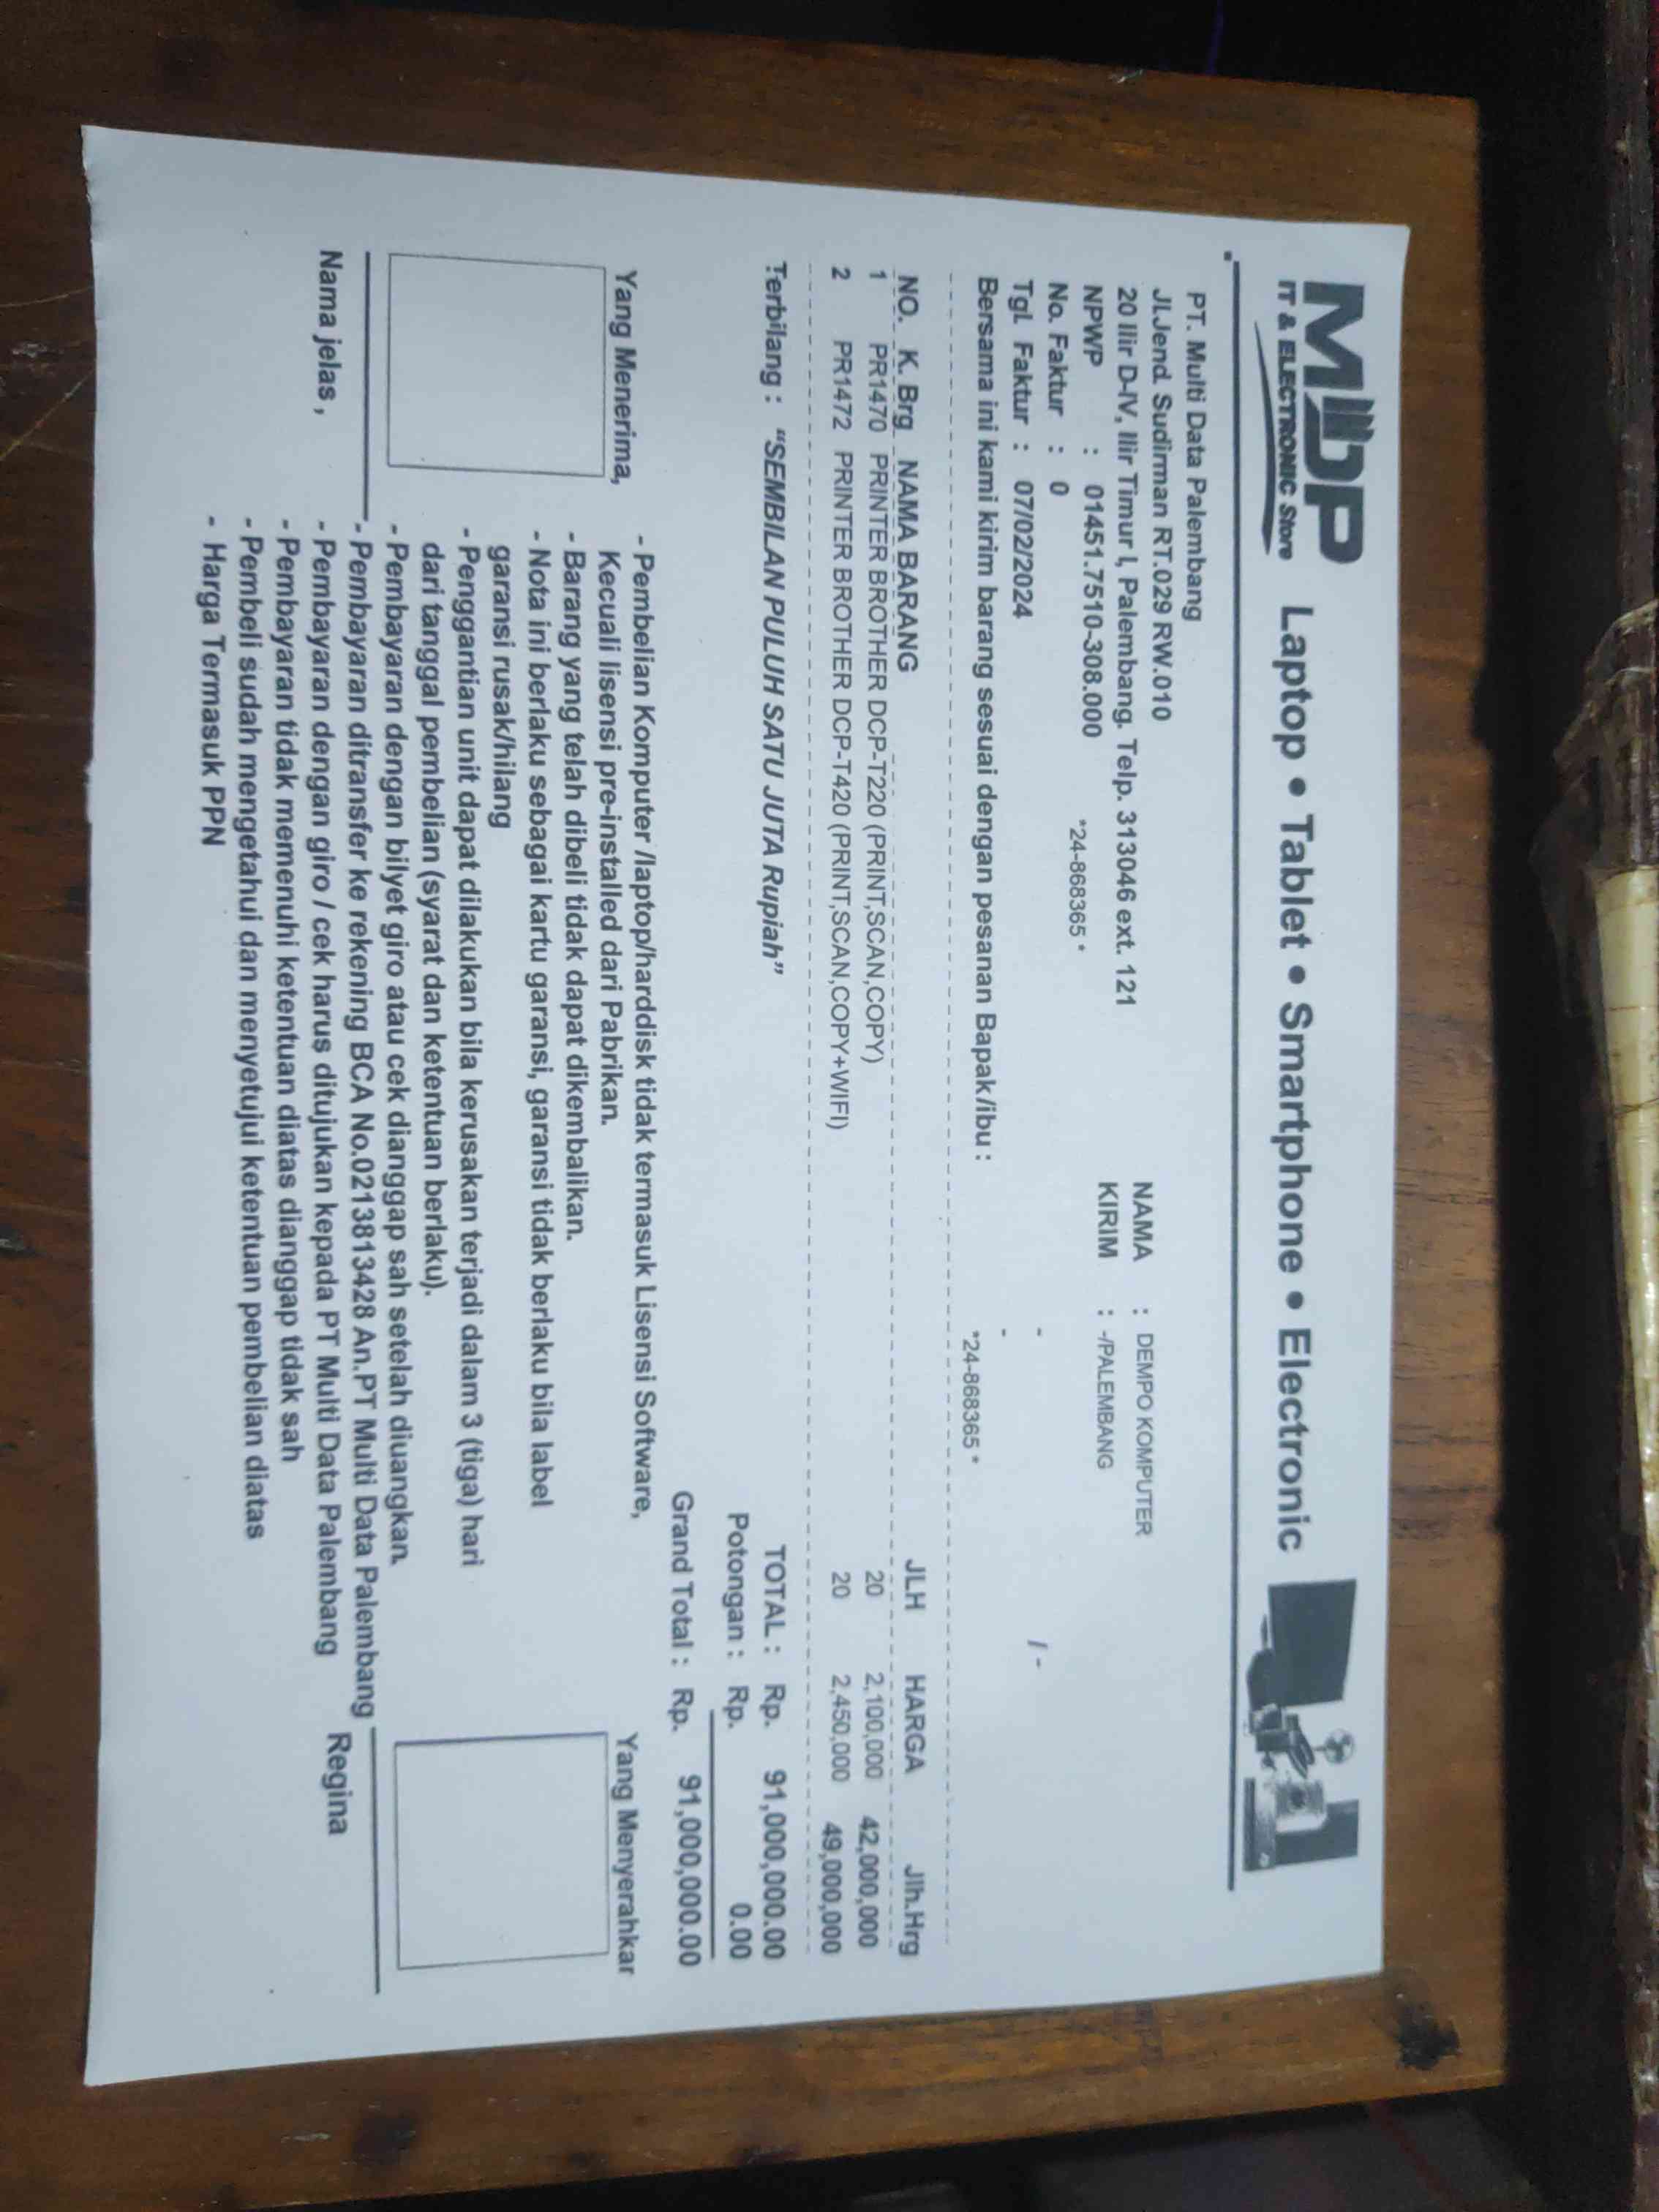 MDP
IT & ELECTRONIC Store
Laptop • Tablet • Smartphone • Electronic
PT. Multi Data Palembang
Jl.Jend. Sudirman RT.029 RW.010
20 Ilir D-IV, Ilir Timur I, Palembang. Telp. 313046 ext. 121
NPWP : 01451.7510-308.000
*24-868365 *
No. Faktur : 0
Tgl. Faktur : 07/02/2024
NAMA : DEMPO KOMPUTER
KIRIM : -/PALEMBANG
- / -
-
Bersama ini kami kirim barang sesuai dengan pesanan Bapak/ibu :
*24-868365 *
NO. K. Brg NAMA BARANG JLH HARGA Jlh.Hrg
1 PR1470 PRINTER BROTHER DCP-T220 (PRINT,SCAN,COPY) 20 2,100,000 42,000,000
2 PR1472 PRINTER BROTHER DCP-T420 (PRINT,SCAN,COPY+WIFI) 20 2,450,000 49,000,000
Terbilang : “SEMBILAN PULUH SATU JUTA Rupiah”
TOTAL : Rp. 91,000,000.00
Potongan : Rp. 0.00
Grand Total : Rp. 91,000,000.00
Yang Menerima,
Nama jelas ,
- Pembelian Komputer /laptop/harddisk tidak termasuk Lisensi Software,
Kecuali lisensi pre-installed dari Pabrikan.
- Barang yang telah dibeli tidak dapat dikembalikan.
- Nota ini berlaku sebagai kartu garansi, garansi tidak berlaku bila label
garansi rusak/hilang
- Penggantian unit dapat dilakukan bila kerusakan terjadi dalam 3 (tiga) hari
dari tanggal pembelian (syarat dan ketentuan berlaku).
- Pembayaran dengan bilyet giro atau cek dianggap sah setelah diuangkan.
- Pembayaran ditransfer ke rekening BCA No.0213813428 An.PT Multi Data Palembang
- Pembayaran dengan giro / cek harus ditujukan kepada PT Multi Data Palembang
- Pembayaran tidak memenuhi ketentuan diatas dianggap tidak sah
- Pembeli sudah mengetahui dan menyetujui ketentuan pembelian diatas
- Harga Termasuk PPN
Yang Menyerahkar
Regina